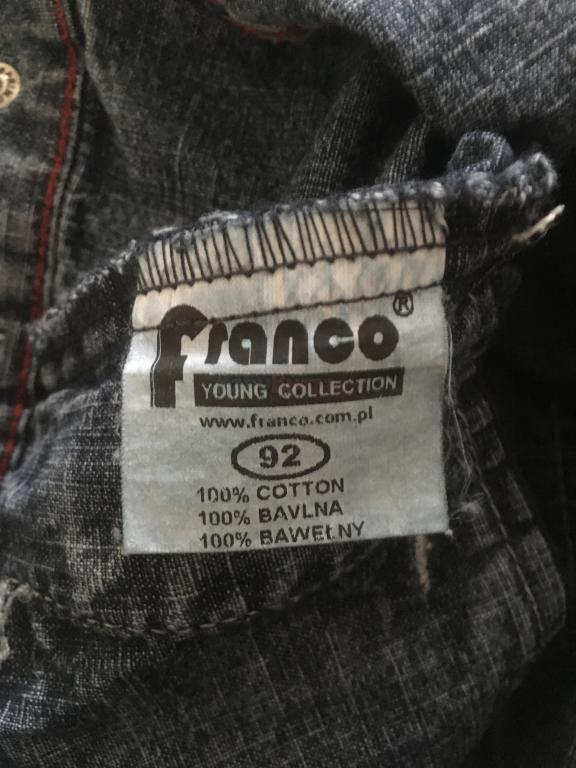 franco®
YOUNG COLLECTION
www.franco.com.pl
92
100% COTTON
100% BAVLNA
100% BAWEŁNY